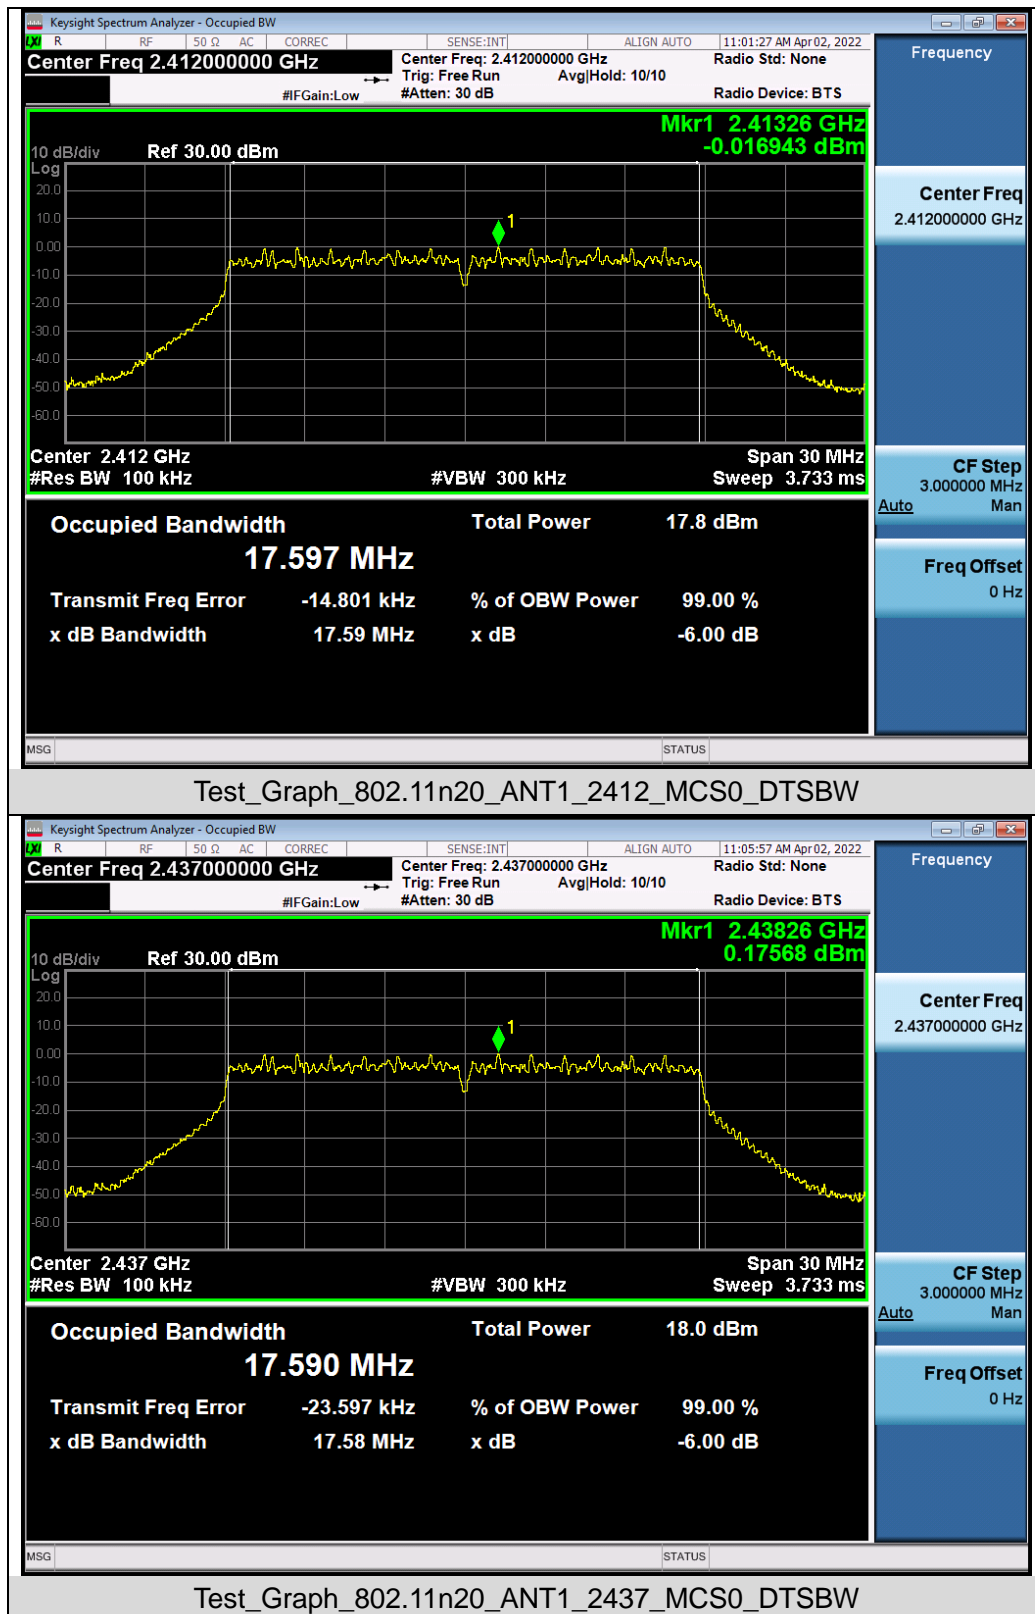 Keysight Spectrum Analyzer - Occupied BW
LXI R RF 50 Ω AC CORREC SENSE:INT ALIGN AUTO 11:01:27 AM Apr 02, 2022
Center Freq 2.412000000 GHz
Center Freq: 2.412000000 GHz
Radio Std: None
Trig: Free Run Avg|Hold: 10/10
#IFGain:Low
#Atten: 30 dB
Radio Device: BTS
Frequency
Mkr1 2.41326 GHz
-0.016943 dBm
10 dB/div Ref 30.00 dBm
Log
20.0
10.0
0.00
-10.0
-20.0
-30.0
-40.0
-50.0
-60.0
1
Center Freq
2.412000000 GHz
Center 2.412 GHz
Span 30 MHz
#Res BW 100 kHz
#VBW 300 kHz
Sweep 3.733 ms
CF Step
3.000000 MHz
Auto Man
Freq Offset
0 Hz
Occupied Bandwidth
Total Power 17.8 dBm
17.597 MHz
Transmit Freq Error -14.801 kHz
% of OBW Power 99.00 %
x dB Bandwidth 17.59 MHz
x dB -6.00 dB
MSG
STATUS
Test_Graph_802.11n20_ANT1_2412_MCS0_DTSBW
Keysight Spectrum Analyzer - Occupied BW
LXI R RF 50 Ω AC CORREC SENSE:INT ALIGN AUTO 11:05:57 AM Apr 02, 2022
Center Freq 2.437000000 GHz
Center Freq: 2.437000000 GHz
Radio Std: None
Trig: Free Run Avg|Hold: 10/10
#IFGain:Low
#Atten: 30 dB
Radio Device: BTS
Frequency
Mkr1 2.43826 GHz
0.17568 dBm
10 dB/div Ref 30.00 dBm
Log
20.0
10.0
0.00
-10.0
-20.0
-30.0
-40.0
-50.0
-60.0
1
Center Freq
2.437000000 GHz
Center 2.437 GHz
Span 30 MHz
#Res BW 100 kHz
#VBW 300 kHz
Sweep 3.733 ms
CF Step
3.000000 MHz
Auto Man
Freq Offset
0 Hz
Occupied Bandwidth
Total Power 18.0 dBm
17.590 MHz
Transmit Freq Error -23.597 kHz
% of OBW Power 99.00 %
x dB Bandwidth 17.58 MHz
x dB -6.00 dB
MSG
STATUS
Test_Graph_802.11n20_ANT1_2437_MCS0_DTSBW